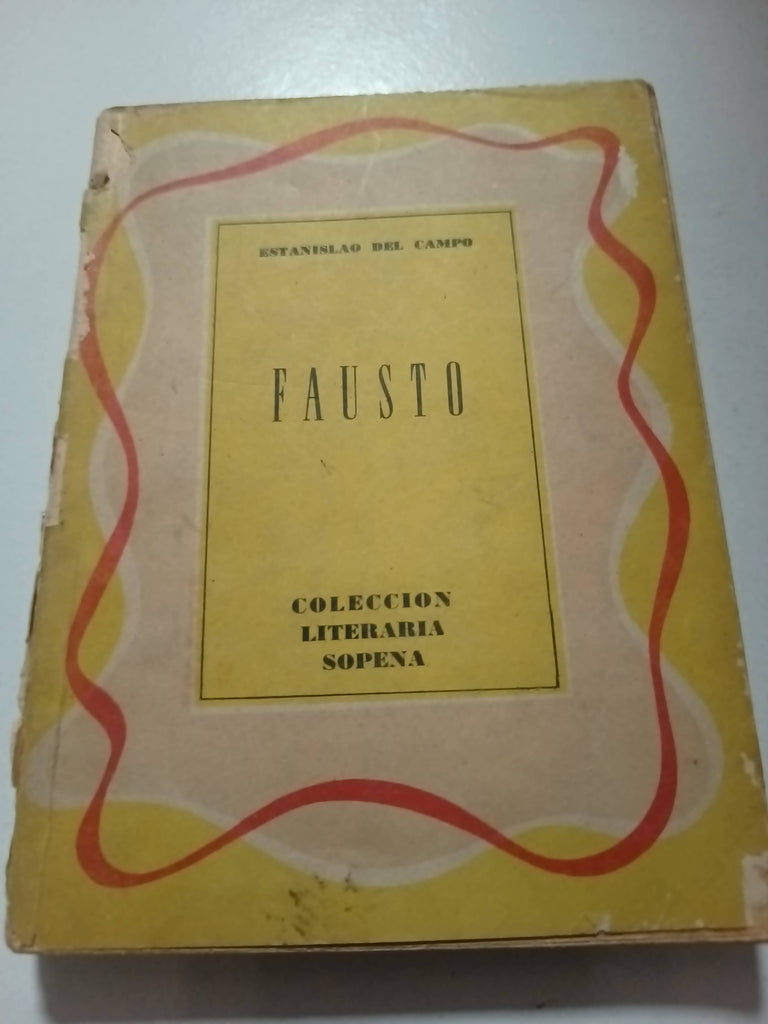 ESTANISLAO DEL CAMPO
FAUSTO
COLECCION
LITERARIA
SOPENA